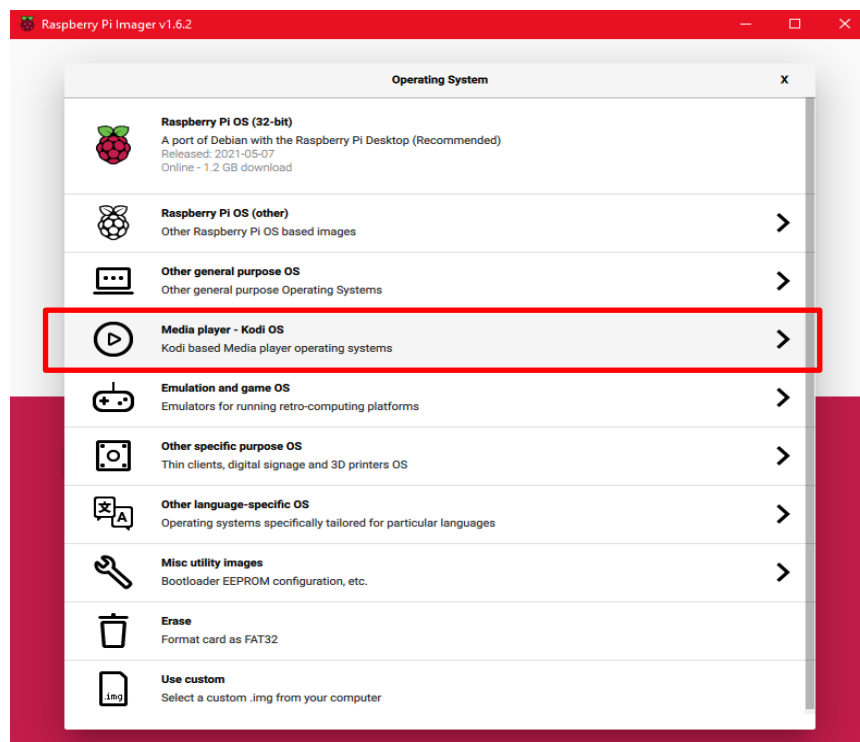 Raspberry Pi Imager v1.6.2
Operating System
X
Raspberry Pi OS (32-bit)
A port of Debian with the Raspberry Pi Desktop (Recommended)
Released: 2021-05-07
Online - 1.2 GB download
Raspberry Pi OS (other)
Other Raspberry Pi OS based images
Other general purpose OS
Other general purpose Operating Systems
Media player - Kodi OS
Kodi based Media player operating systems
Emulation and game OS
Emulators for running retro-computing platforms
Other specific purpose OS
Thin clients, digital signage and 3D printers OS
文
A
Other language-specific OS
Operating systems specifically tailored for particular languages
Misc utility images
Bootloader EEPROM configuration, etc.
Erase
Format card as FAT32
.img
Use custom
Select a custom .img from your computer